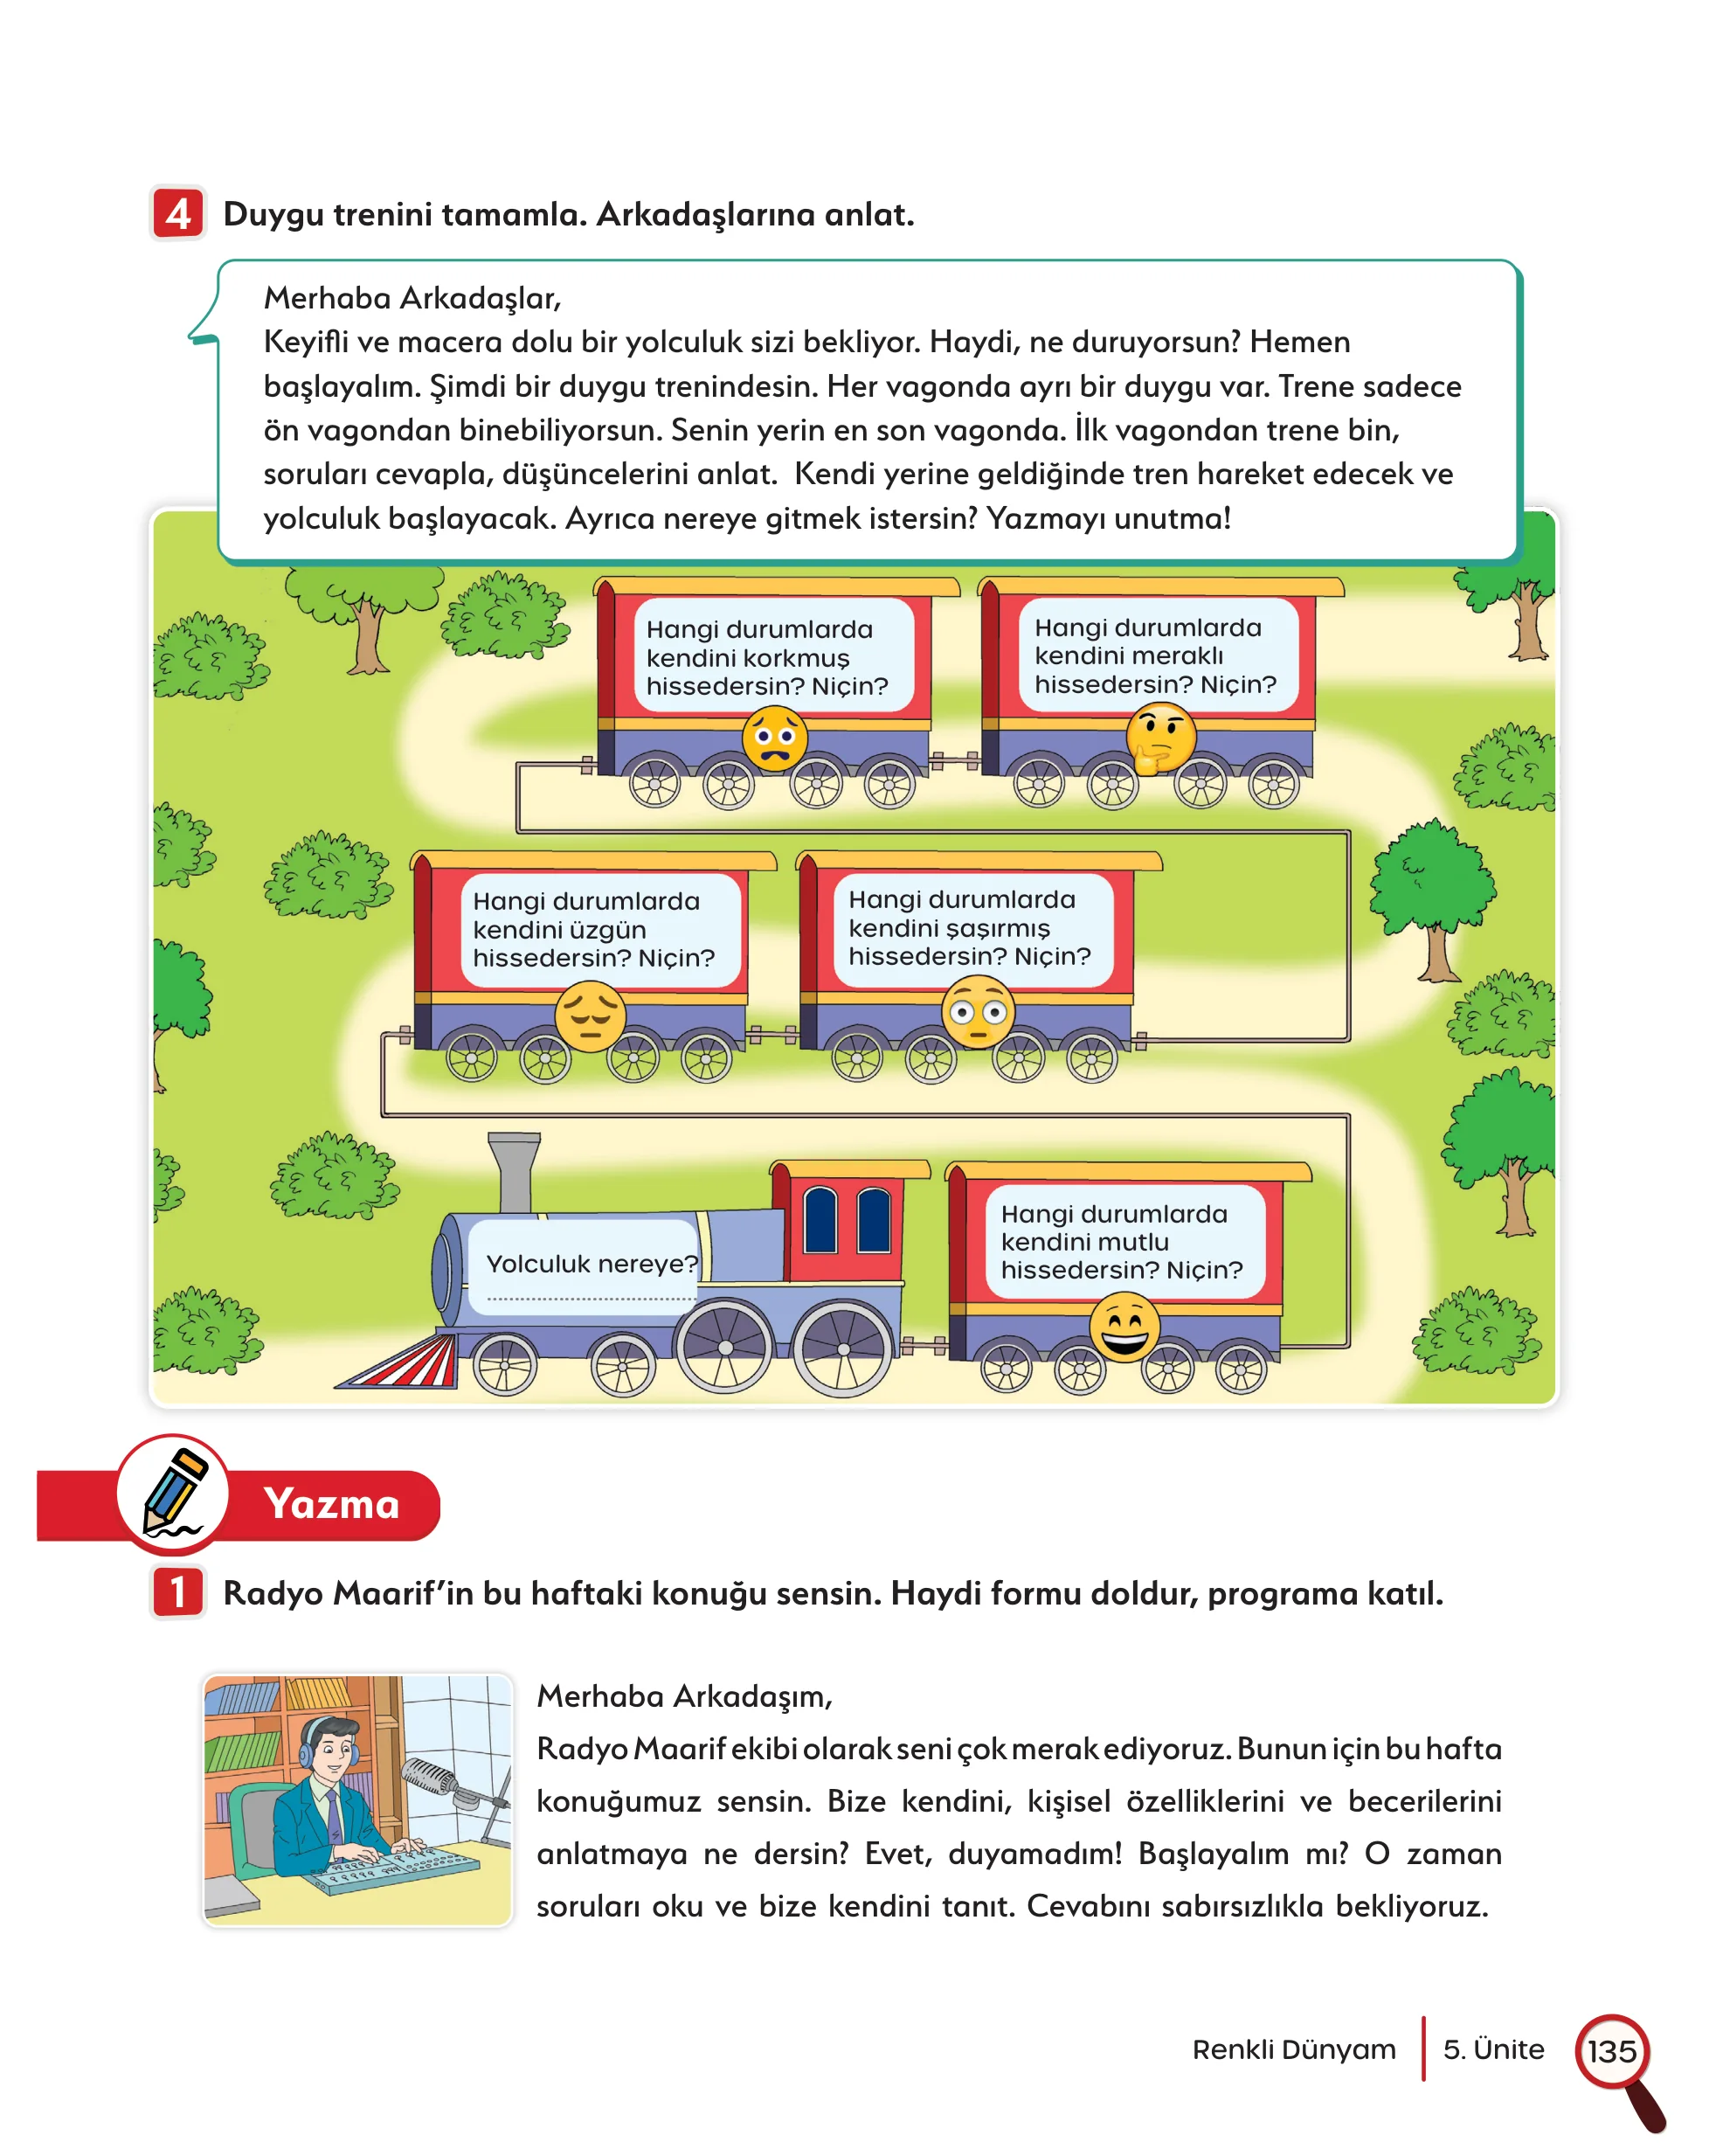 4 Duygu trenini tamamla. Arkadaşlarına anlat.
Merhaba Arkadaşlar,
Keyifli ve macera dolu bir yolculuk sizi bekliyor. Haydi, ne duruyorsun? Hemen
başlayalım. Şimdi bir duygu trenindesin. Her vagonda ayrı bir duygu var. Trene sadece
ön vagondan binebiliyorsun. Senin yerin en son vagonda. İlk vagondan trene bin,
soruları cevapla, düşüncelerini anlat. Kendi yerine geldiğinde tren hareket edecek ve
yolculuk başlayacak. Ayrıca nereye gitmek istersin? Yazmayı unutma!
Hangi durumlarda
kendini korkmuş
hissedersin? Niçin?
Hangi durumlarda
kendini meraklı
hissedersin? Niçin?
Hangi durumlarda
kendini üzgün
hissedersin? Niçin?
Hangi durumlarda
kendini şaşırmış
hissedersin? Niçin?
Yolculuk nereye?
Hangi durumlarda
kendini mutlu
hissedersin? Niçin?
Yazma
1 Radyo Maarif’in bu haftaki konuğu sensin. Haydi formu doldur, programa katıl.
Merhaba Arkadaşım,
Radyo Maarif ekibi olarak seni çok merak ediyoruz. Bunun için bu hafta
konuğumuz sensin. Bize kendini, kişisel özelliklerini ve becerilerini
anlatmaya ne dersin? Evet, duyamadım! Başlayalım mı? O zaman
soruları oku ve bize kendini tanıt. Cevabını sabırsızlıkla bekliyoruz.
Renkli Dünyam 5. Ünite 135